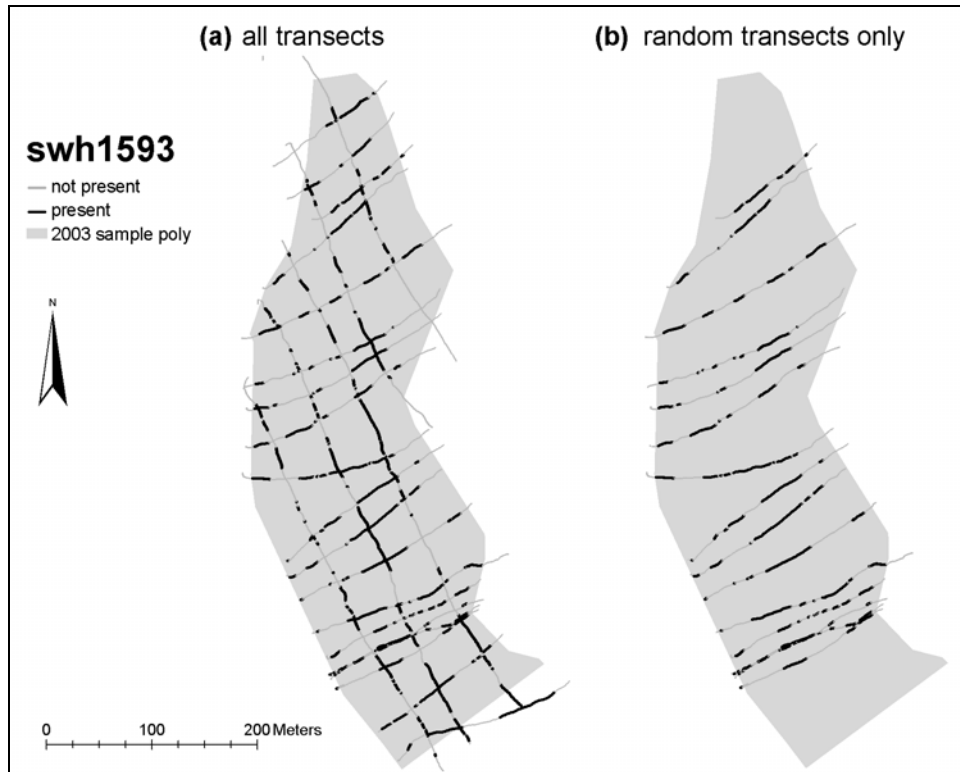 (a) all transects
(b) random transects only
swh1593
not present
present
2003 sample poly
N
0 100 200 Meters